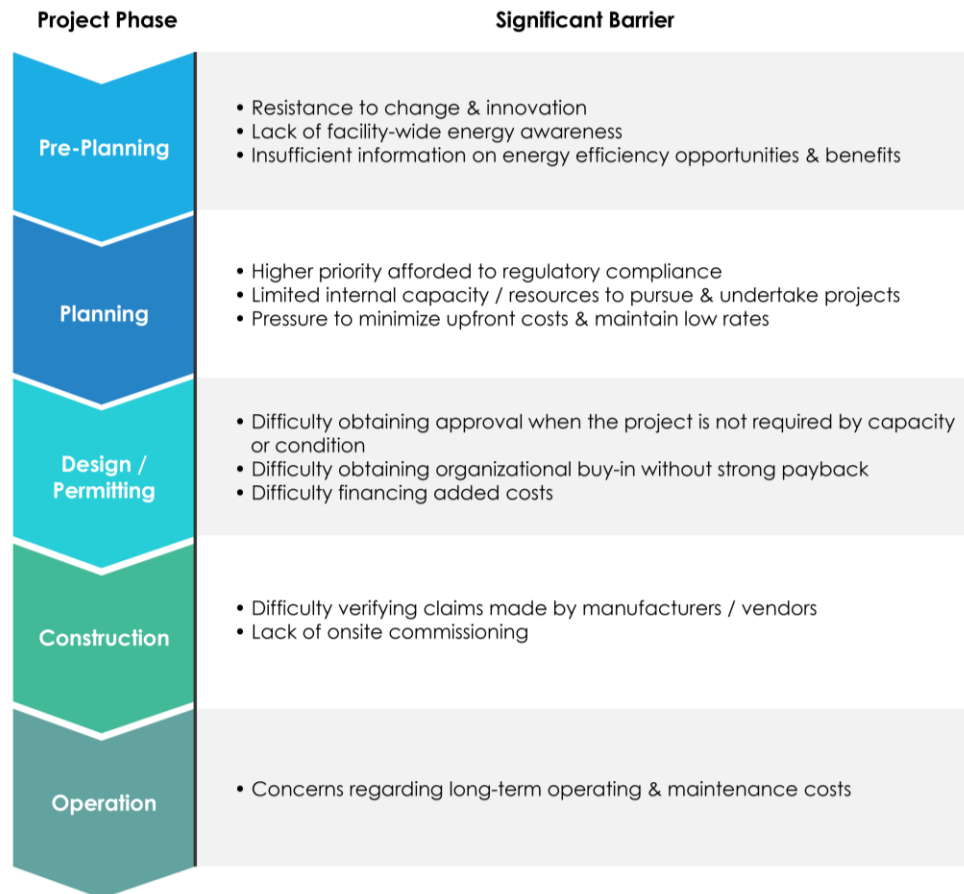 Project Phase
Significant Barrier
Pre-Planning
• Resistance to change & innovation
• Lack of facility-wide energy awareness
• Insufficient information on energy efficiency opportunities & benefits
Planning
• Higher priority afforded to regulatory compliance
• Limited internal capacity / resources to pursue & undertake projects
• Pressure to minimize upfront costs & maintain low rates
Design /
Permitting
• Difficulty obtaining approval when the project is not required by capacity
or condition
• Difficulty obtaining organizational buy-in without strong payback
• Difficulty financing added costs
Construction
• Difficulty verifying claims made by manufacturers / vendors
• Lack of onsite commissioning
Operation
• Concerns regarding long-term operating & maintenance costs